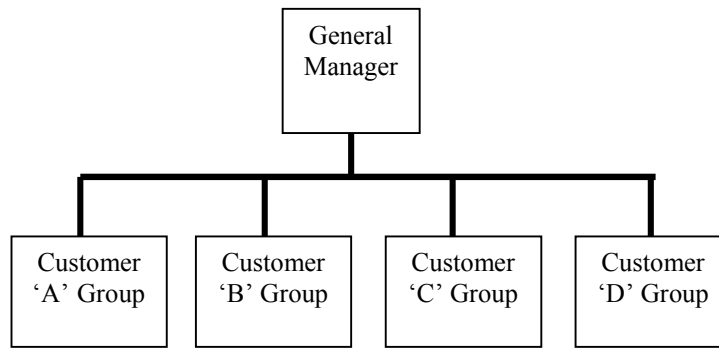 General
Manager
Customer
‘A’ Group
Customer
‘B’ Group
Customer
‘C’ Group
Customer
‘D’ Group